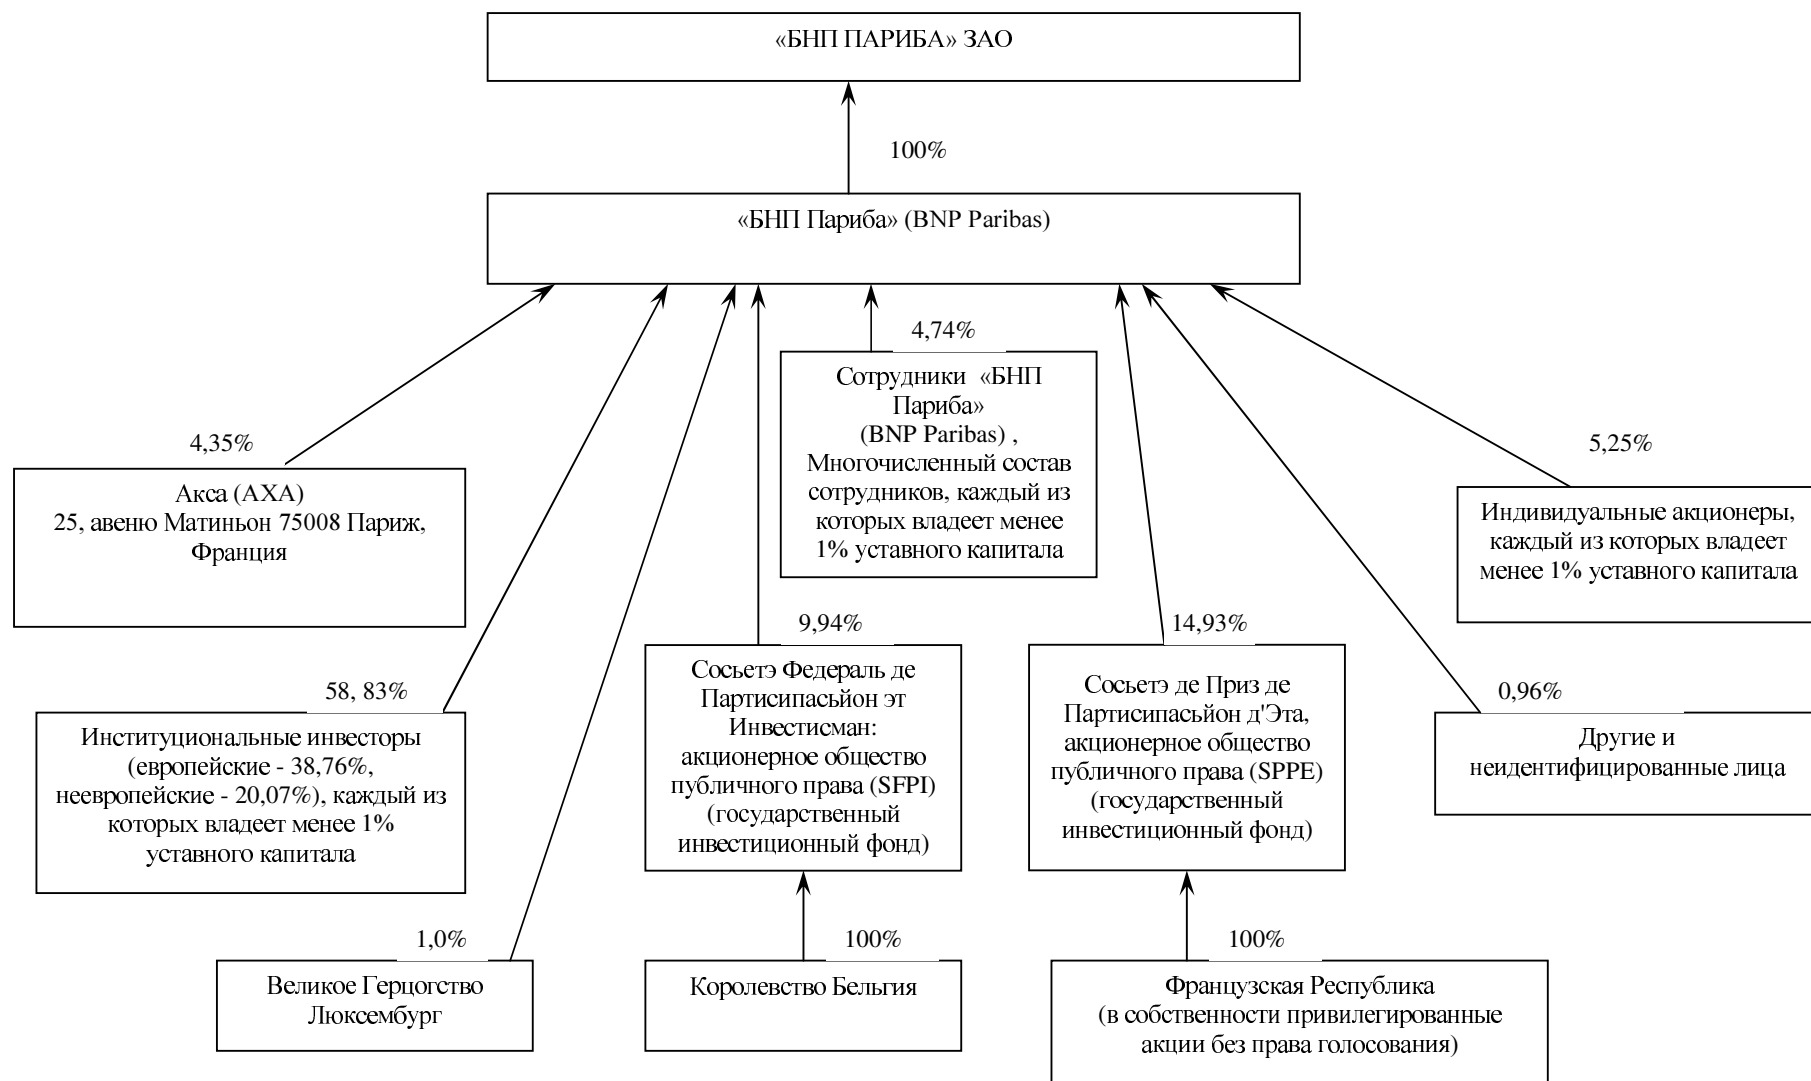 «БНП ПАРИБА» ЗАО
100%
«БНП Париба» (BNP Paribas)
4,74%
Сотрудники «БНП
Париба»
(BNP Paribas) ,
Многочисленный состав
сотрудников, каждый из
которых владеет менее
1% уставного капитала
4,35%
Акса (AXA)
25, авеню Матиньон 75008 Париж,
Франция
5,25%
Индивидуальные акционеры,
каждый из которых владеет
менее 1% уставного капитала
58, 83%
Институциональные инвесторы
(европейские - 38,76%,
неевропейские - 20,07%), каждый из
которых владеет менее 1%
уставного капитала
9,94%
Сосьетэ Федераль де
Партисипасьйон эт
Инвестисман:
акционерное общество
публичного права (SFPI)
(государственный
инвестиционный фонд)
14,93%
Сосьетэ де Приз де
Партисипасьйон д'Эта,
акционерное общество
публичного права (SPPE)
(государственный
инвестиционный фонд)
0,96%
Другие и
неидентифицированные лица
1,0%
Великое Герцогство
Люксембург
100%
Королевство Бельгия
100%
Французская Республика
(в собственности привилегированные
акции без права голосования)